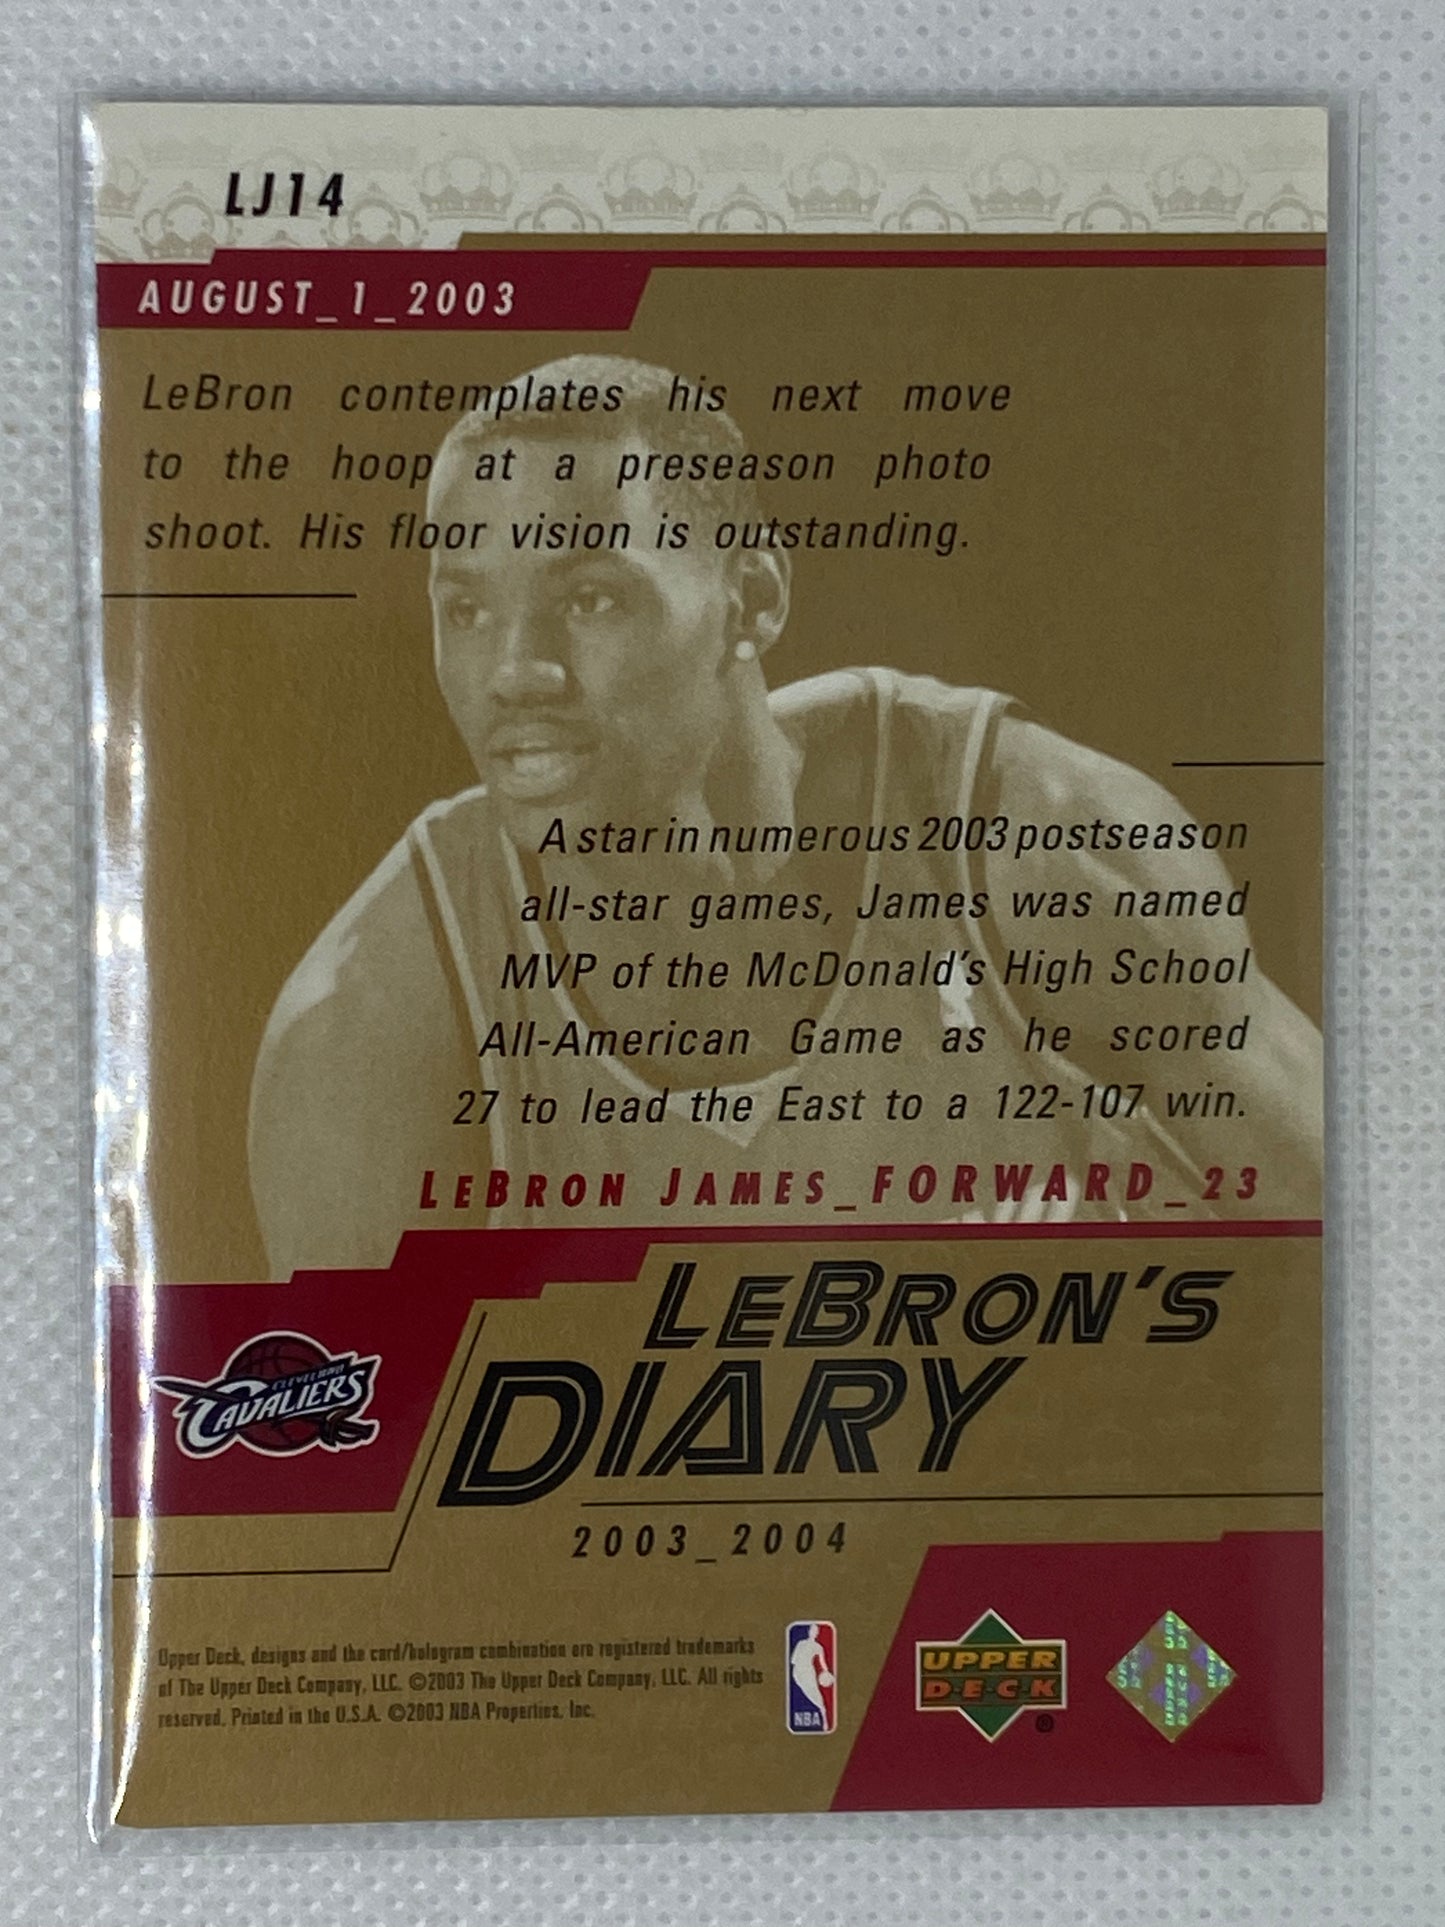 LJ14
AUGUST_1_2003
LeBron contemplates his next move
to the hoop at a preseason photo
shoot. His floor vision is outstanding.
A star in numerous 2003 postseason
all-star games, James was named
MVP of the McDonald's High School
All-American Game as he scored
27 to lead the East to a 122-107 win.
LEBRON JAMES_FORWARD_23
LEBRON'S
DIARY
CLEVELAND
CAVALIERS
2003_2004
Upper Deck, designs and the card/hologram combination are registered trademarks
of The Upper Deck Company, LLC. ©2003 The Upper Deck Company, LLC. All rights
reserved. Printed in the U.S.A. ©2003 NBA Properties, Inc.
NBA
UPPER
D·E·C·K
®